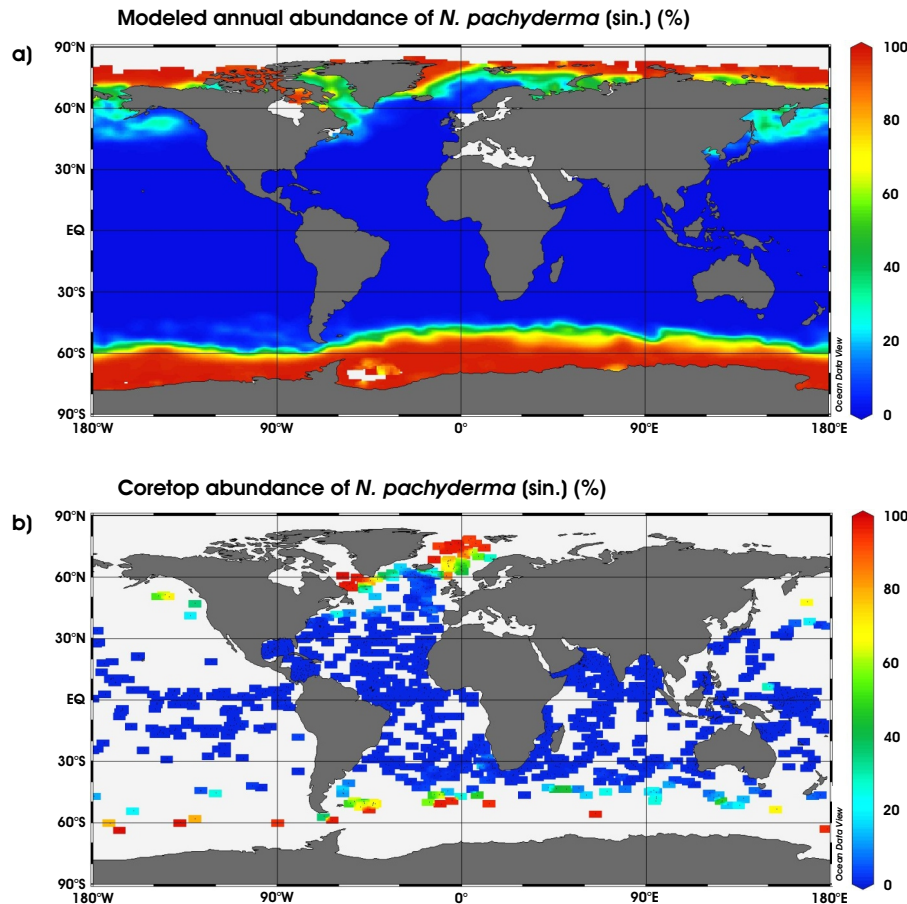 Modeled annual abundance of N. pachyderma (sin.) (%)
a)
90°N
60°N
30°N
EQ
30°S
60°S
90°S
180°W
90°W
0°
90°E
180°E
Ocean Data View
100
80
60
40
20
0
Coretop abundance of N. pachyderma (sin.) (%)
b)
90°N
60°N
30°N
EQ
30°S
60°S
90°S
180°W
90°W
0°
90°E
180°E
Ocean Data View
100
80
60
40
20
0